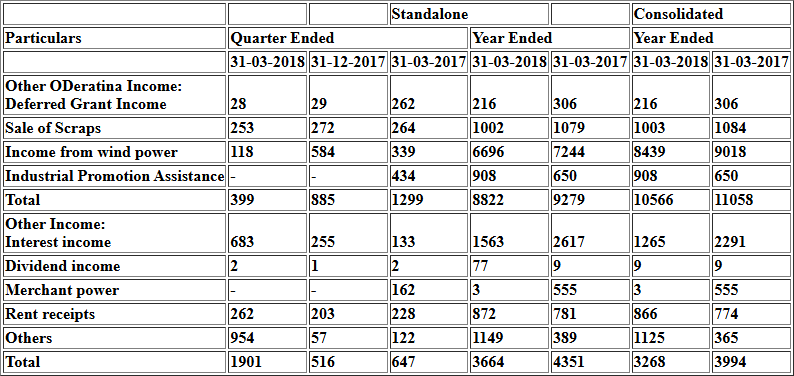 Standalone Consolidated
Particulars Quarter Ended Year Ended Year Ended
31-03-2018 31-12-2017 31-03-2017 31-03-2018 31-03-2017 31-03-2018 31-03-2017
Other ODeratina Income:
Deferred Grant Income 28 29 262 216 306 216 306
Sale of Scraps 253 272 264 1002 1079 1003 1084
Income from wind power 118 584 339 6696 7244 8439 9018
Industrial Promotion Assistance - - 434 908 650 908 650
Total 399 885 1299 8822 9279 10566 11058
Other Income:
Interest income 683 255 133 1563 2617 1265 2291
Dividend income 2 1 2 77 9 9 9
Merchant power - - 162 3 555 3 555
Rent receipts 262 203 228 872 781 866 774
Others 954 57 122 1149 389 1125 365
Total 1901 516 647 3664 4351 3268 3994